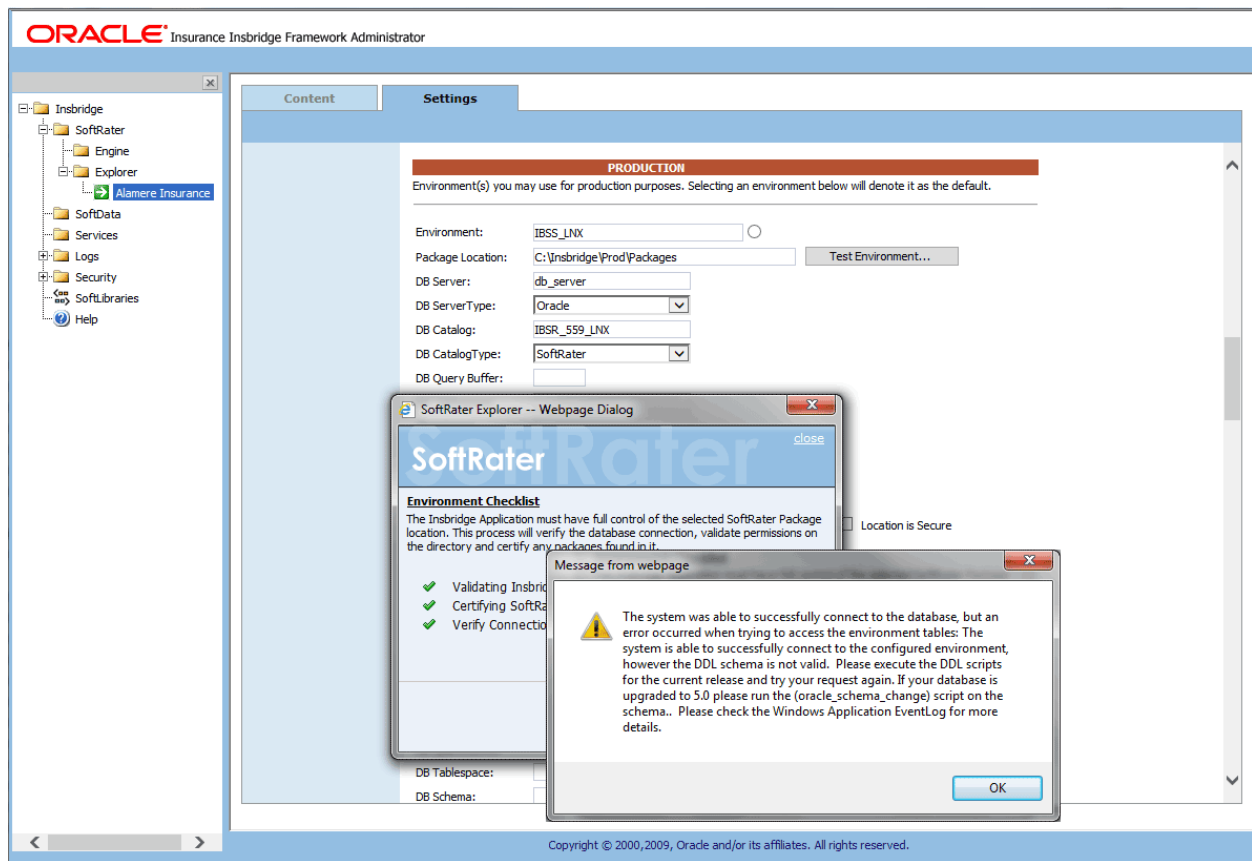 ORACLE® Insurance Insbridge Framework Administrator
Insbridge
SoftRater
Engine
Explorer
Alamere Insurance
SoftData
Services
Logs
Security
SoftLibraries
Help
Content
Settings
PRODUCTION
Environment(s) you may use for production purposes. Selecting an environment below will denote it as the default.
Environment: IBSS_LNX
Package Location: C:\Insbridge\Prod\Packages Test Environment...
DB Server: db_server
DB ServerType: Oracle
DB Catalog: IBSR_559_LNX
DB CatalogType: SoftRater
DB Query Buffer:
SoftRater Explorer -- Webpage Dialog
close
SoftRater
SoftRater
Environment Checklist
The Insbridge Application must have full control of the selected SoftRater Package
location. This process will verify the database connection, validate permissions on
the directory and certify any packages found in it.
Validating
Certifying
Verify
Location is Secure
Message from webpage
The system was able to successfully connect to the database, but an
error occurred when trying to access the environment tables: The
system is able to successfully connect to the configured environment,
however the DDL schema is not valid. Please execute the DDL scripts
for the current release and try your request again. If your database is
upgraded to 5.0 please run the (oracle_schema_change) script on the
schema.. Please check the Windows Application EventLog for more
details.
OK
DB Tablespace:
DB Schema:
Copyright © 2000,2009, Oracle and/or its affiliates. All rights reserved.